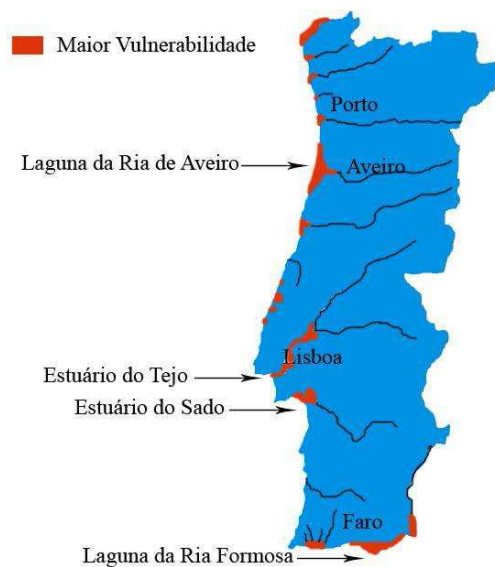 Maior Vulnerabilidade
Porto
Laguna da Ria de Aveiro
Aveiro
Lisboa
Estuário do Tejo
Estuário do Sado
Faro
Laguna da Ria Formosa